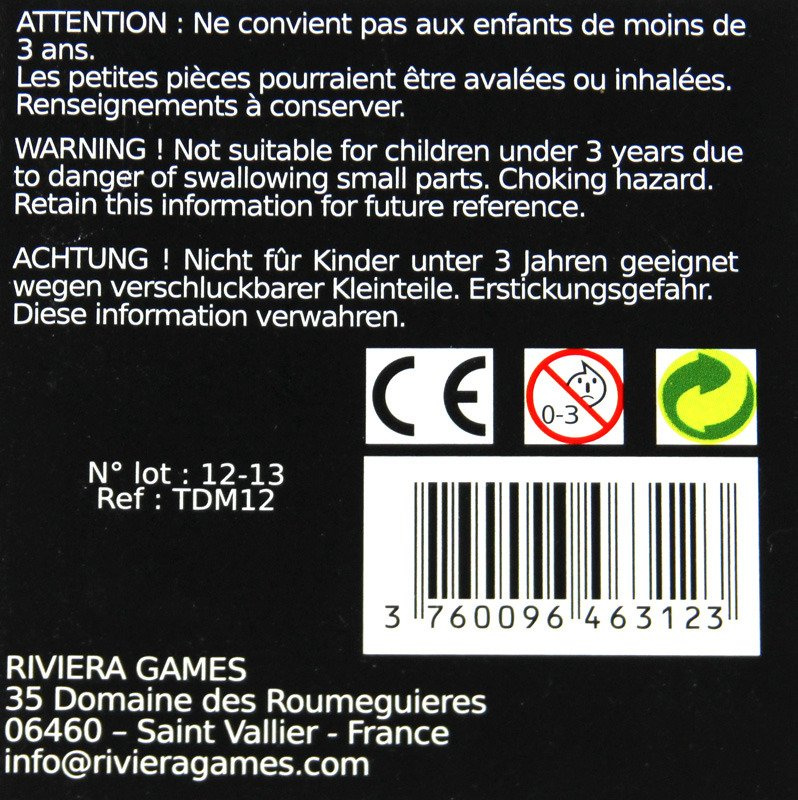 ATTENTION : Ne convient pas aux enfants de moins de
3 ans.
Les petites pièces pourraient être avalées ou inhalées.
Renseignements à conserver.
WARNING ! Not suitable for children under 3 years due
to danger of swallowing small parts. Choking hazard.
Retain this information for future reference.
ACHTUNG ! Nicht fûr Kinder unter 3 Jahren geeignet
wegen verschluckbarer Kleinteile. Erstickungsgefahr.
Diese information verwahren.
CE
0-3
N° lot : 12-13
Ref : TDM12
3 760096 463123
RIVIERA GAMES
35 Domaine des Roumeguieres
06460 – Saint Vallier - France
info@rivieragames.com